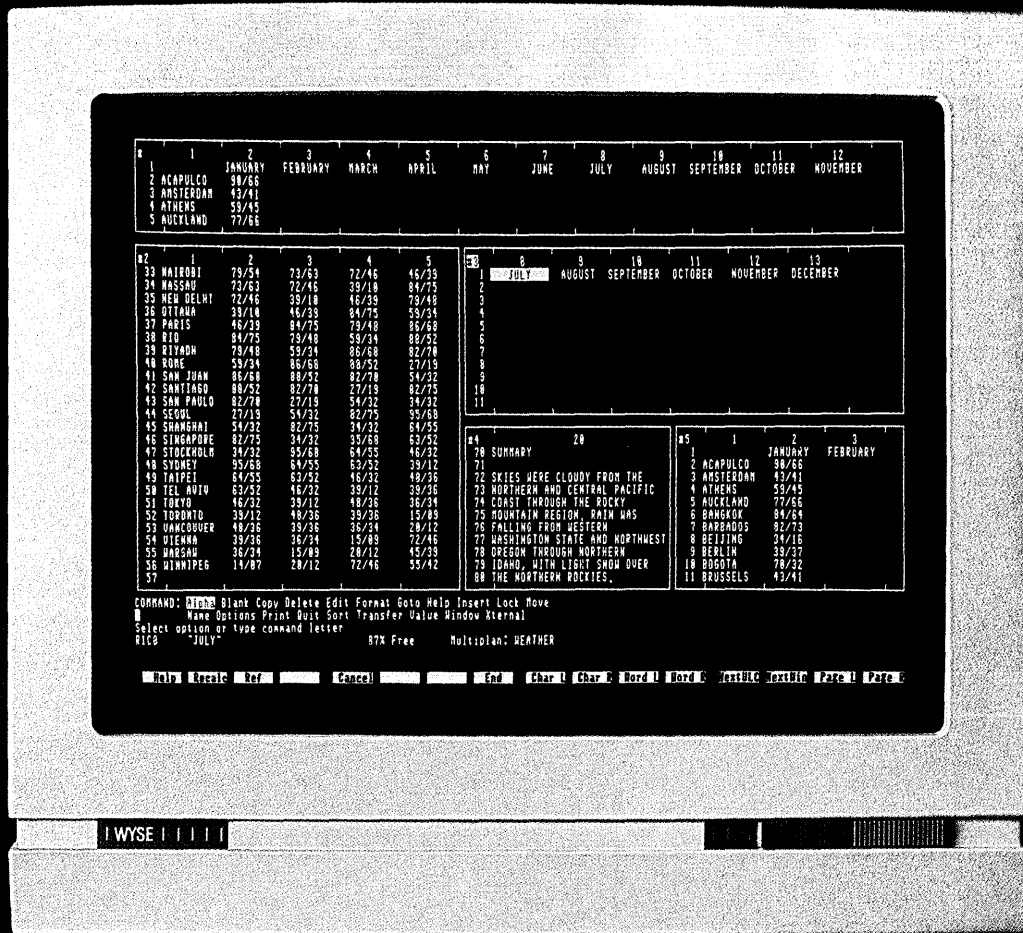 # 1 2 3 4 5 6 7 8 9 10 11 12
1 JANUARY FEBRUARY MARCH APRIL MAY JUNE JULY AUGUST SEPTEMBER OCTOBER NOVEMBER
2 ACAPULCO 90/66
3 AMSTERDAM 43/41
4 ATHENS 59/45
5 AUCKLAND 77/66
#2 1 2 3 4 5
33 NAIROBI 79/54 73/63 72/46 46/39
34 NASSAU 73/63 72/46 39/10 84/75
35 NEW DELHI 72/46 39/10 46/39 79/48
36 OTTAWA 39/10 46/39 84/75 59/34
37 PARIS 46/39 84/75 79/48 86/68
38 RIO 84/75 79/48 59/34 88/52
39 RIYADH 79/48 59/34 86/68 82/70
40 ROME 59/34 86/68 88/52 27/19
41 SAN JUAN 86/68 88/52 82/70 54/32
42 SANTIAGO 88/52 82/70 27/19 82/75
43 SAN PAULO 82/70 27/19 54/32 34/32
44 SEOUL 27/19 54/32 82/75 95/68
45 SHANGHAI 54/32 82/75 34/32 64/55
46 SINGAPORE 82/75 34/32 95/68 63/52
47 STOCKHOLM 34/32 95/68 64/55 46/32
48 SYDNEY 95/68 64/55 63/52 39/12
49 TAIPEI 64/55 63/52 46/32 48/36
50 TEL AVIV 63/52 46/32 39/12 39/36
51 TOKYO 46/32 39/12 48/36 36/34
52 TORONTO 39/12 48/36 39/36 15/09
53 VANCOUVER 48/36 39/36 36/34 20/12
54 VIENNA 39/36 36/34 15/09 72/46
55 WARSAW 36/34 15/09 20/12 45/39
56 WINNIPEG 14/07 20/12 72/46 55/42
57
#3 8 9 10 11 12 13
1 JULY AUGUST SEPTEMBER OCTOBER NOVEMBER DECEMBER
2
3
4
5
6
7
8
9
10
11
#4 20
70 SUMMARY
71
72 SKIES WERE CLOUDY FROM THE
73 NORTHERN AND CENTRAL PACIFIC
74 COAST THROUGH THE ROCKY
75 MOUNTAIN REGION, RAIN WAS
76 FALLING FROM WESTERN
77 WASHINGTON STATE AND NORTHWEST
78 OREGON THROUGH NORTHERN
79 IDAHO, WITH LIGHT SNOW OVER
80 THE NORTHERN ROCKIES.
#5 1 2 3
1 JANUARY FEBRUARY
2 ACAPULCO 90/66
3 AMSTERDAM 43/41
4 ATHENS 59/45
5 AUCKLAND 77/66
6 BANGKOK 84/64
7 BARBADOS 82/73
8 BEIJING 34/16
9 BERLIN 39/37
10 BOGOTA 70/32
11 BRUSSELS 43/41
COMMAND: Alpha Blank Copy Delete Edit Format Goto Help Insert Lock Move
Name Options Print Quit Sort Transfer Value Window Xternal
Select option or type command letter
R1C8 "JULY" 87% Free Multiplan: WEATHER
Help Recalc Ref Cancel End Char L Char R Word L Word R NextULC NextWin Page L Page R
WYSE